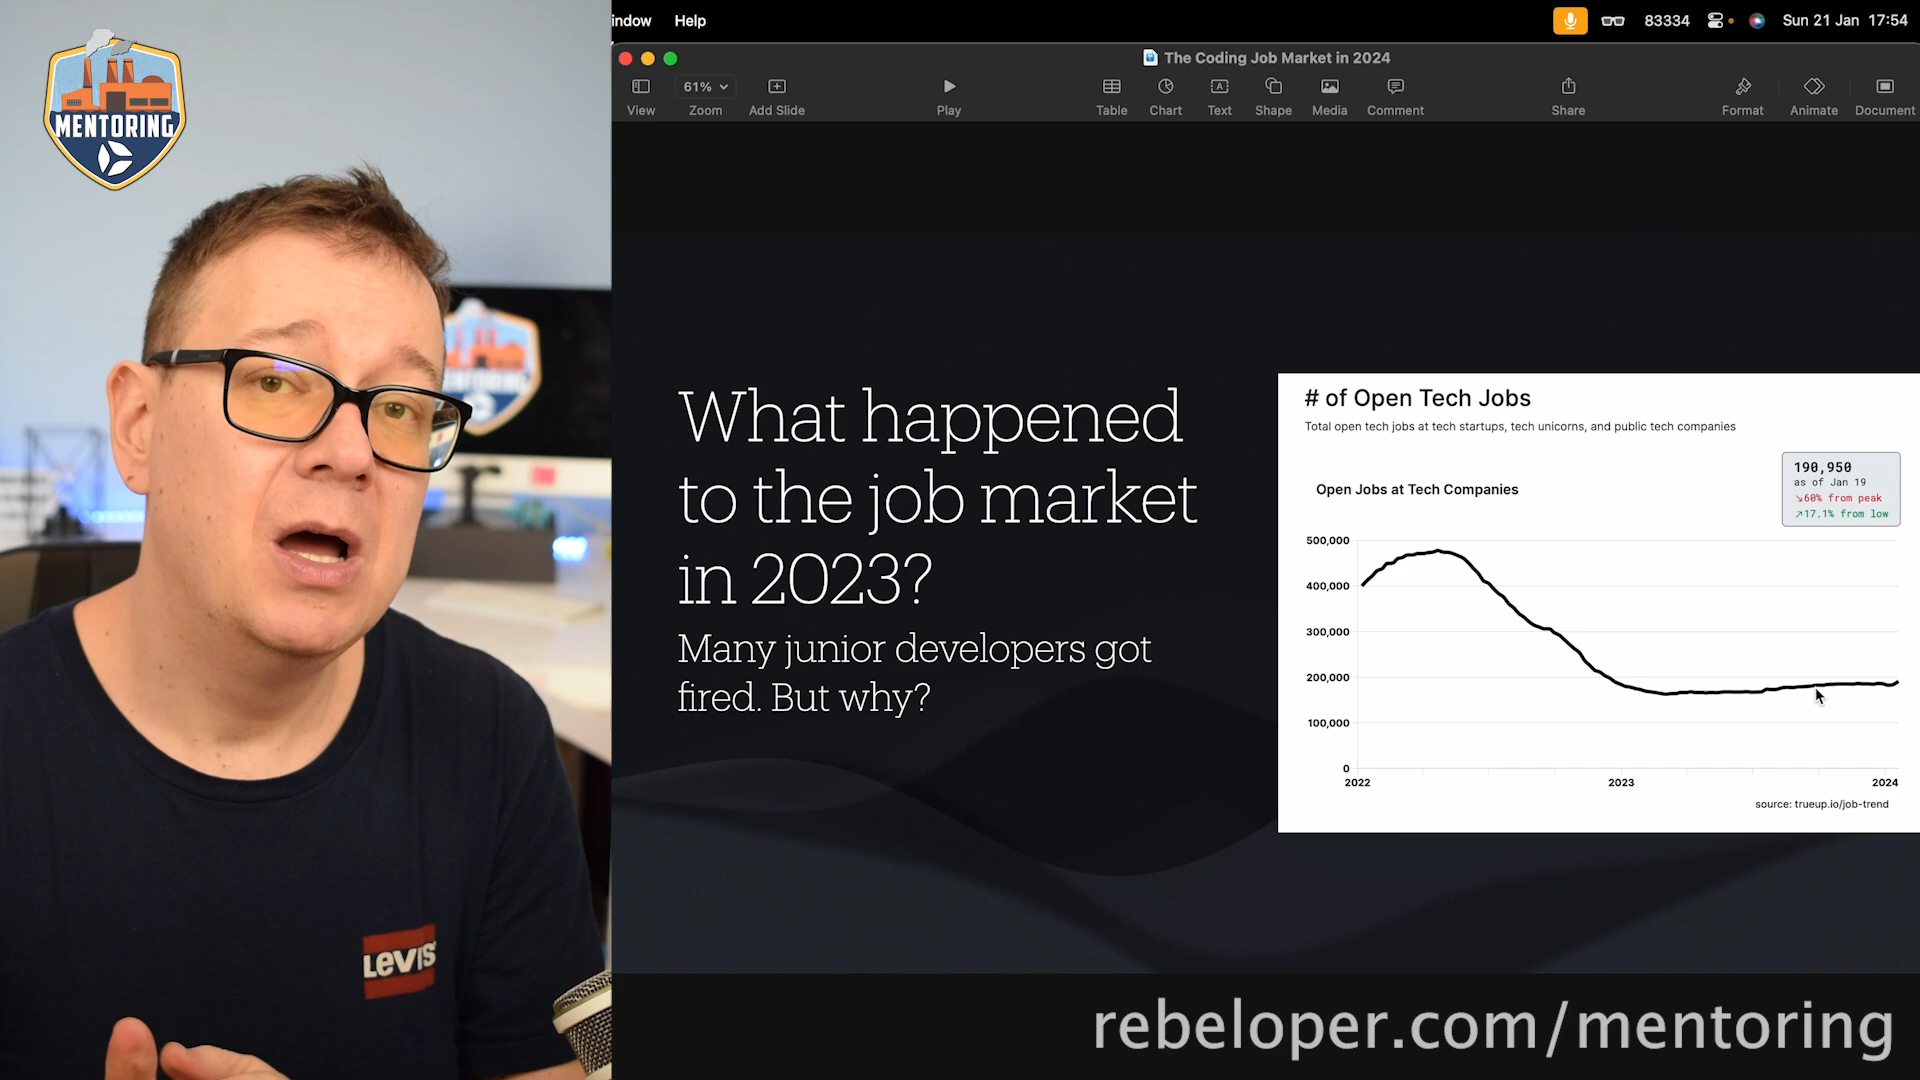 MENTORING
indow Help
83334
Sun 21 Jan 17:54
The Coding Job Market in 2024
61%
View Zoom Add Slide Play Table Chart Text Shape Media Comment Share Format Animate Document
What happened
to the job market
in 2023?
Many junior developers got
fired. But why?
# of Open Tech Jobs
Total open tech jobs at tech startups, tech unicorns, and public tech companies
190,950
as of Jan 19
↘60% from peak
↗17.1% from low
Open Jobs at Tech Companies
500,000
400,000
300,000
200,000
100,000
0
2022 2023 2024
source: trueup.io/job-trend
LEVI'S
rebeloper.com/mentoring